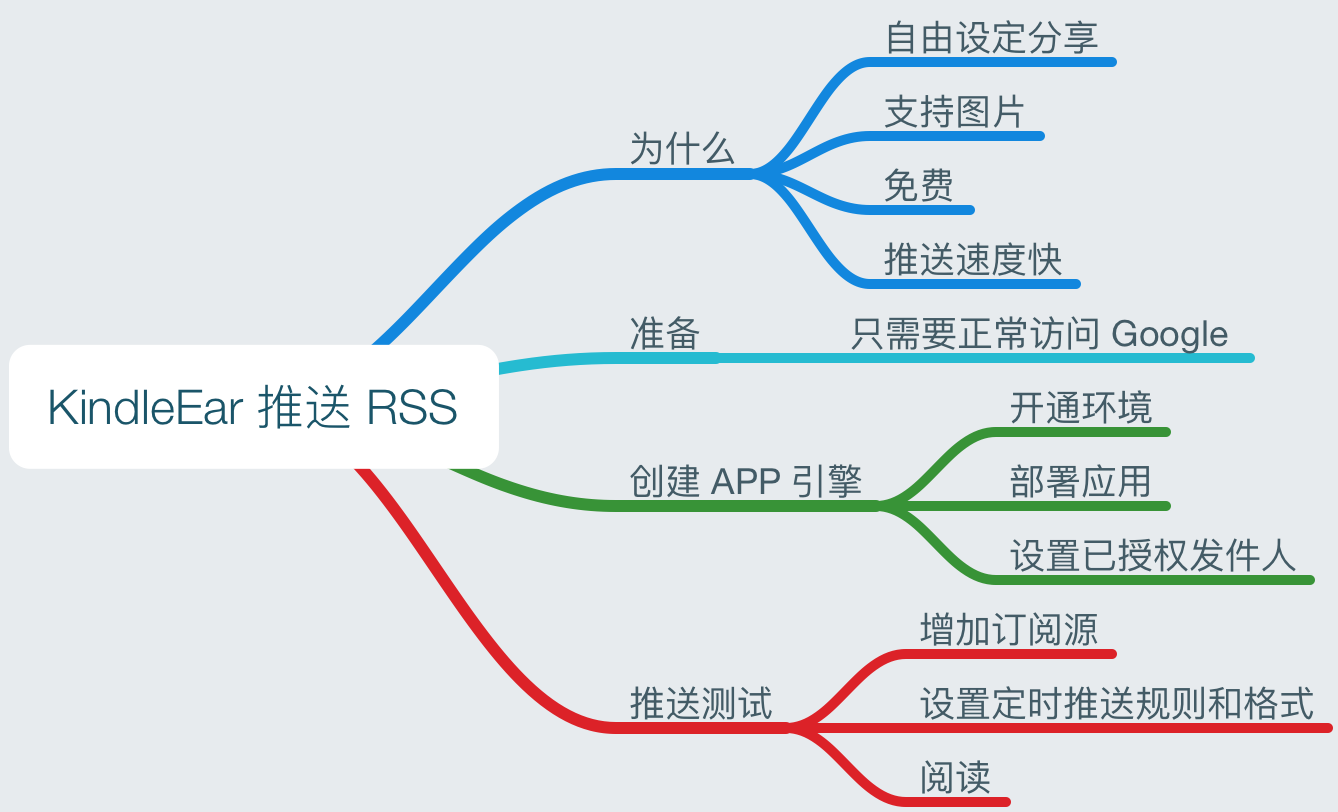 KindleEar 推送 RSS
为什么
自由设定分享
支持图片
免费
推送速度快
准备
只需要正常访问 Google
创建 APP 引擎
开通环境
部署应用
设置已授权发件人
推送测试
增加订阅源
设置定时推送规则和格式
阅读